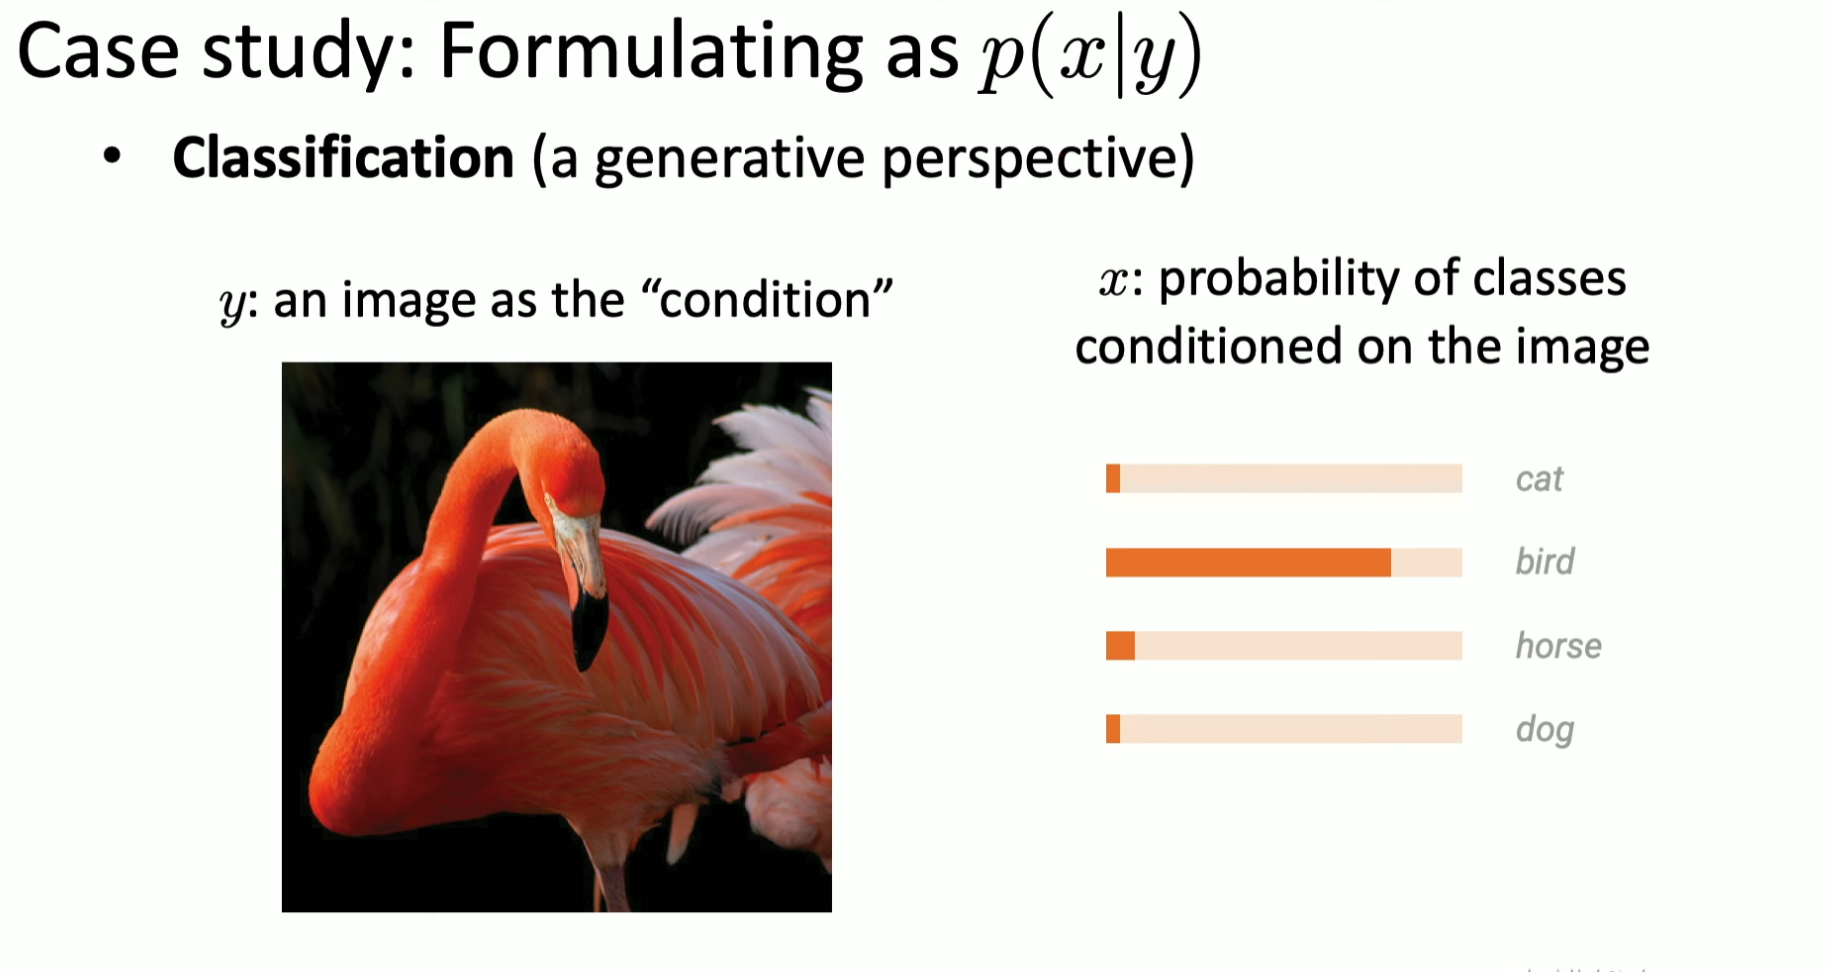 Case study: Formulating as p(x|y)
• Classification (a generative perspective)
y: an image as the “condition”
x: probability of classes
conditioned on the image
cat
bird
horse
dog